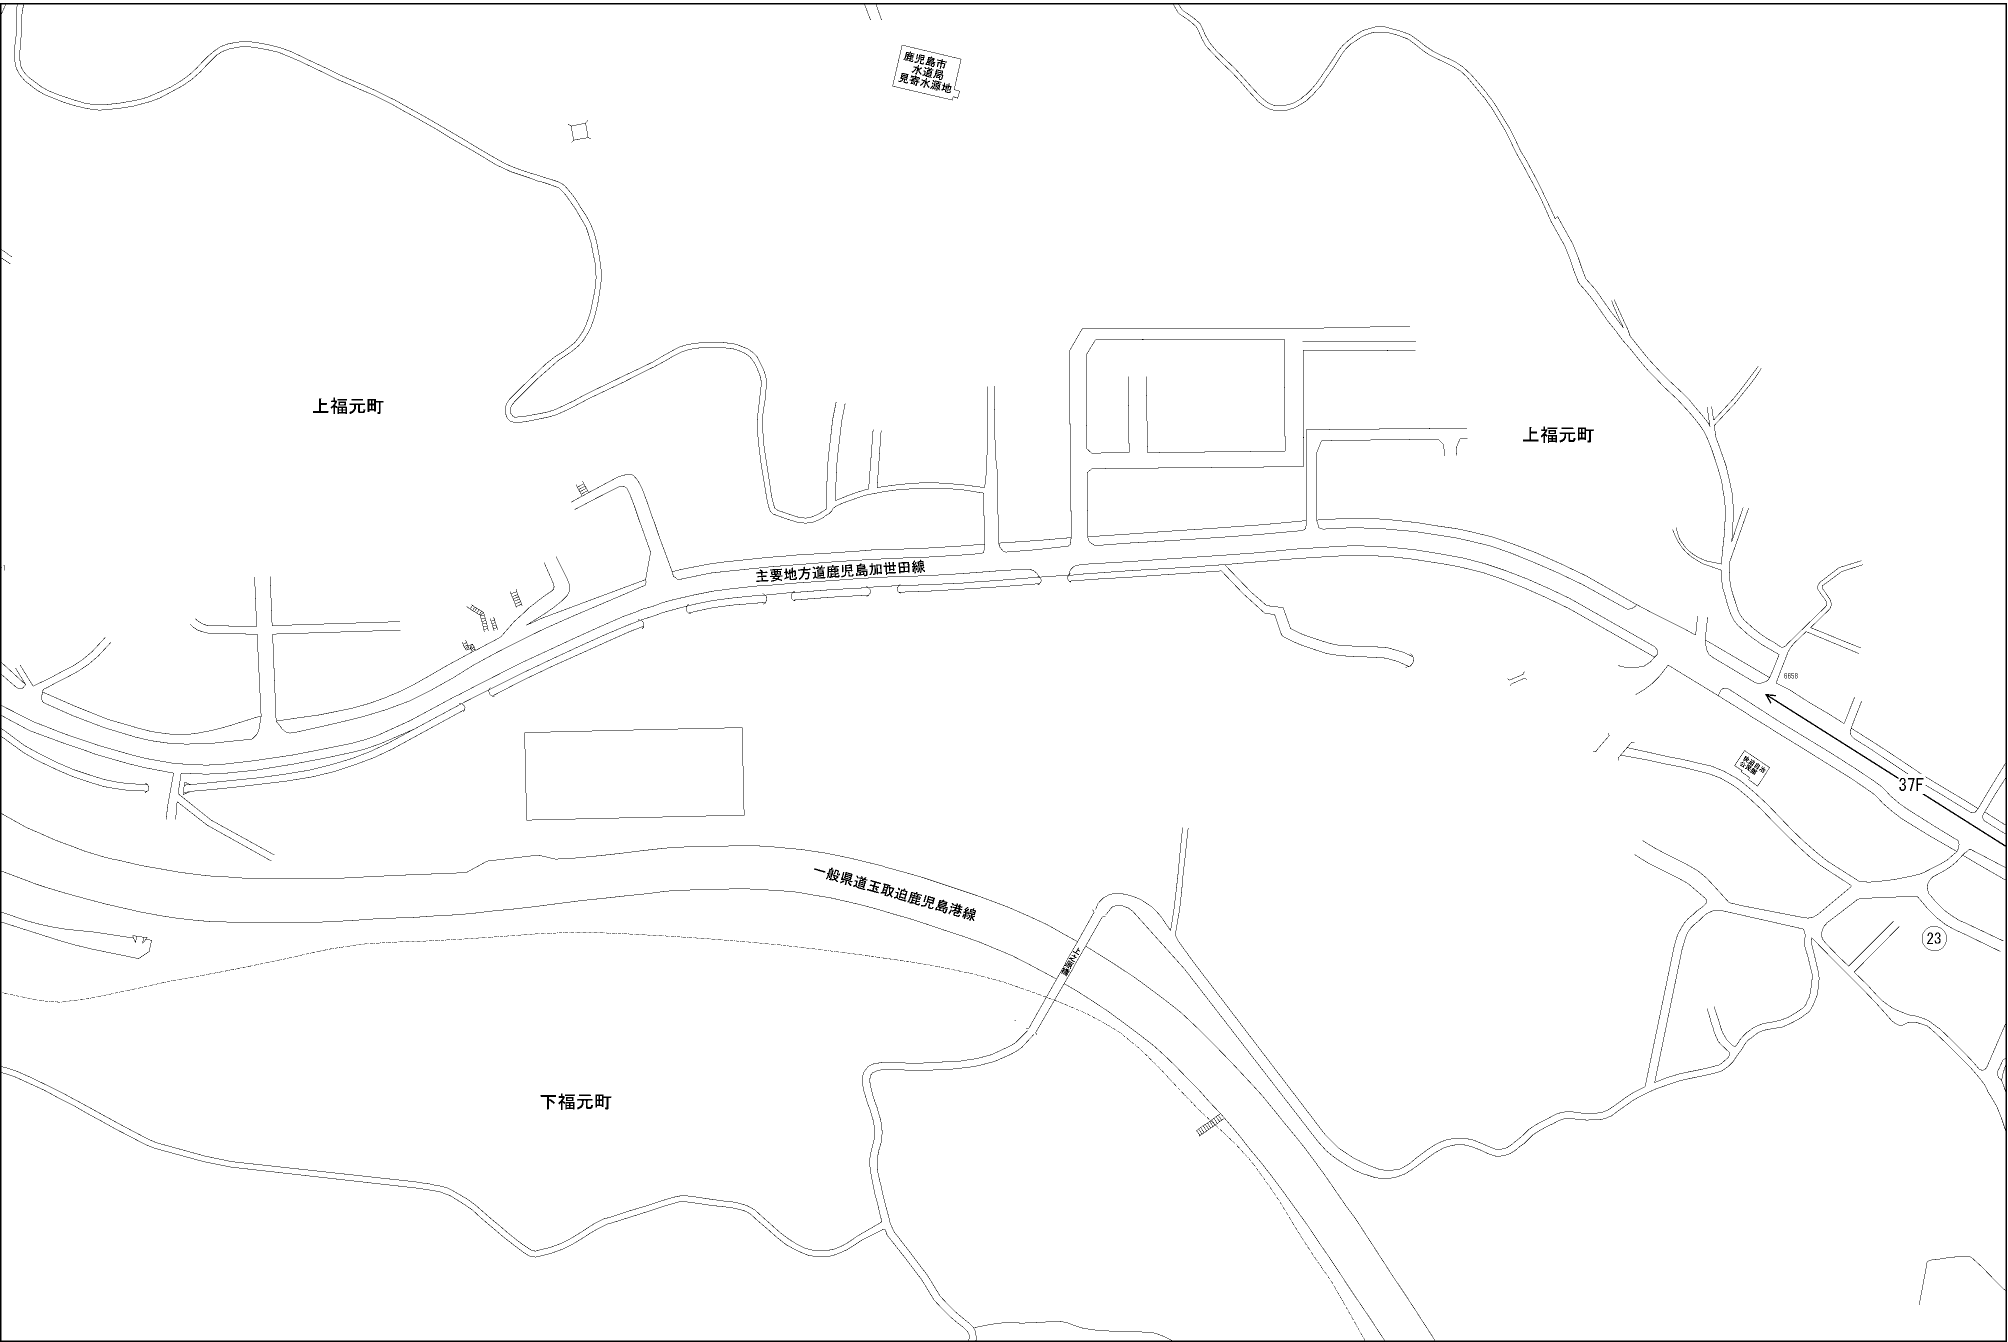 鹿児島市
水道局
見寄水源地
上福元町
上福元町
主要地方道鹿児島加世田線
6858
37F
一般県道玉取迫鹿児島港線
23
下福元町